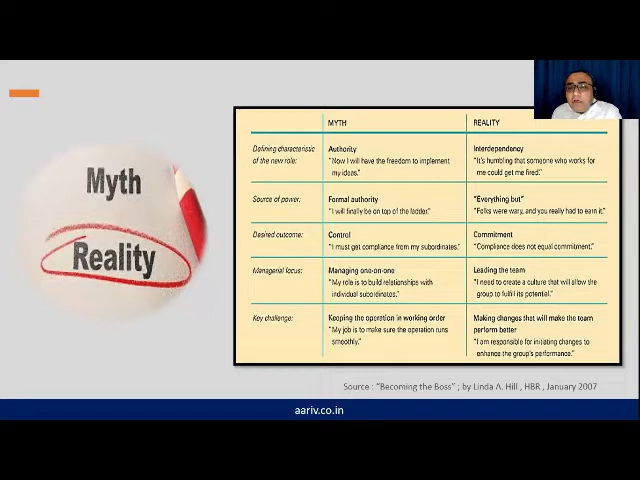 Myth
Reality
MYTH REALITY
Defining characteristic of the new role: Authority Interdependency
"Now I will have the freedom to implement my ideas." "It's humbling that someone who works for me could get me fired."
Source of power: Formal authority "Everything but"
"I will finally be on top of the ladder." "Folks were wary, and you really had to earn it."
Desired outcome: Control Commitment
"I must get compliance from my subordinates." "Compliance does not equal commitment."
Managerial focus: Managing one-on-one Leading the team
"My role is to build relationships with individual subordinates." "I need to create a culture that will allow the group to fulfill its potential."
Key challenge: Keeping the operation in working order Making changes that will make the team perform better
"My job is to make sure the operation runs smoothly." "I am responsible for initiating changes to enhance the group's performance."
Source : "Becoming the Boss" ; by Linda A. Hill , HBR , January 2007
aariv.co.in